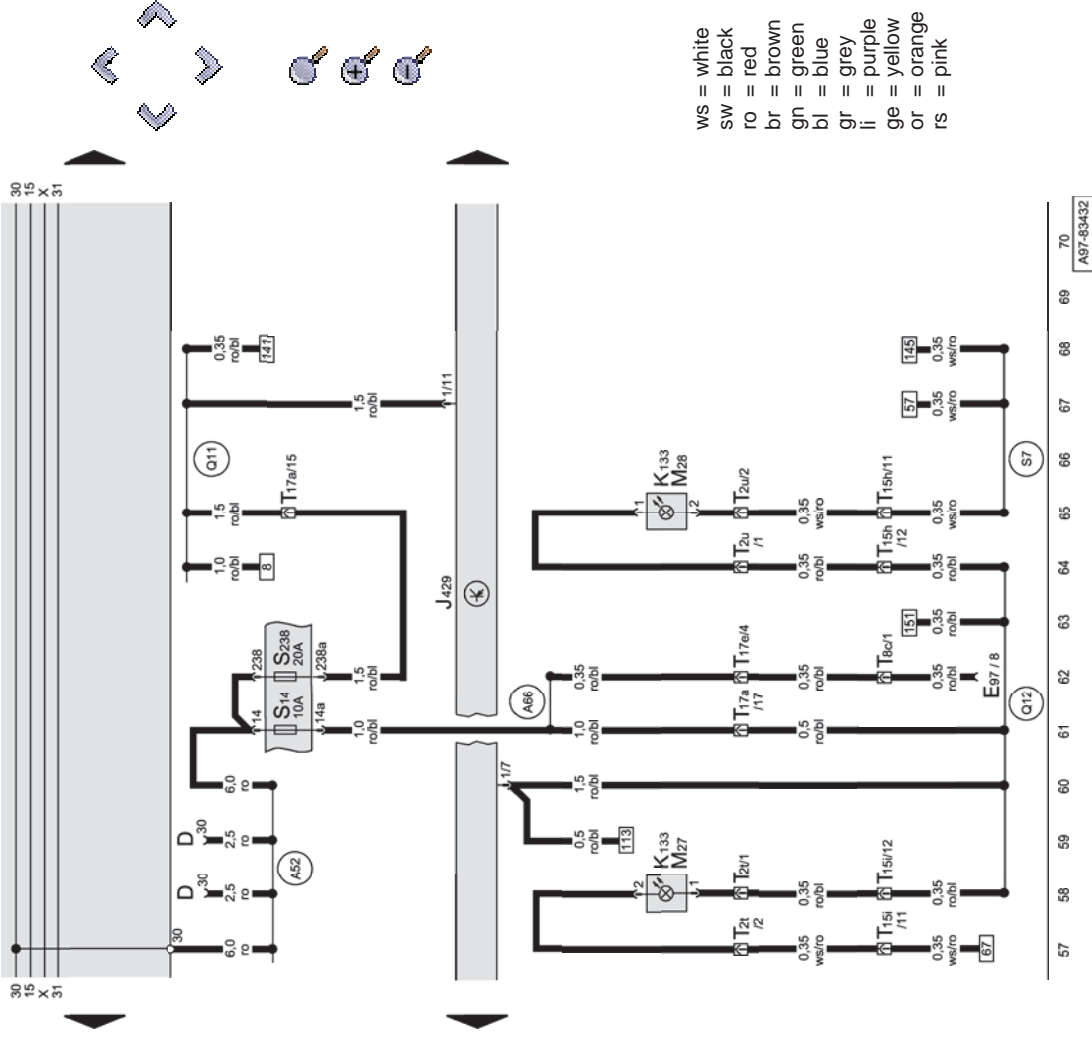 30
15
X
31
30
15
X
31
30
6,0
ro
D
30
2,5
ro
D
30
2,5
ro
6,0
ro
A52
14
S14
10A
14a
238
S238
20A
238a
1,0
ro/bl
1,5
ro/bl
1,0
ro/bl
8
1,5
ro/bl
T17a/15
Q11
1,5
ro/bl
1/11
0,35
ro/bl
141
J429
K
1/7
A66
K133
M27
2
1
T2t
/2
0,35
ws/ro
T15i
/11
0,35
ws/ro
67
T2t/1
0,35
ro/bl
T15i/12
0,35
ro/bl
0,5
ro/bl
113
1,5
ro/bl
1,0
ro/bl
T17a
/17
0,5
ro/bl
0,35
ro/bl
T17e/4
0,35
ro/bl
T8c/1
0,35
ro/bl
E97 / 8
Q12
151
0,35
ro/bl
T2u
/1
0,35
ro/bl
T15h
/12
0,35
ro/bl
1
K133
M28
2
T2u/2
0,35
ws/ro
T15h/11
0,35
ws/ro
S7
57
0,35
ws/ro
145
0,35
ws/ro
57 58 59 60 61 62 63 64 65 66 67 68 69 70
A97-83432
ws = white
sw = black
ro = red
br = brown
gn = green
bl = blue
gr = grey
li = purple
ge = yellow
or = orange
rs = pink